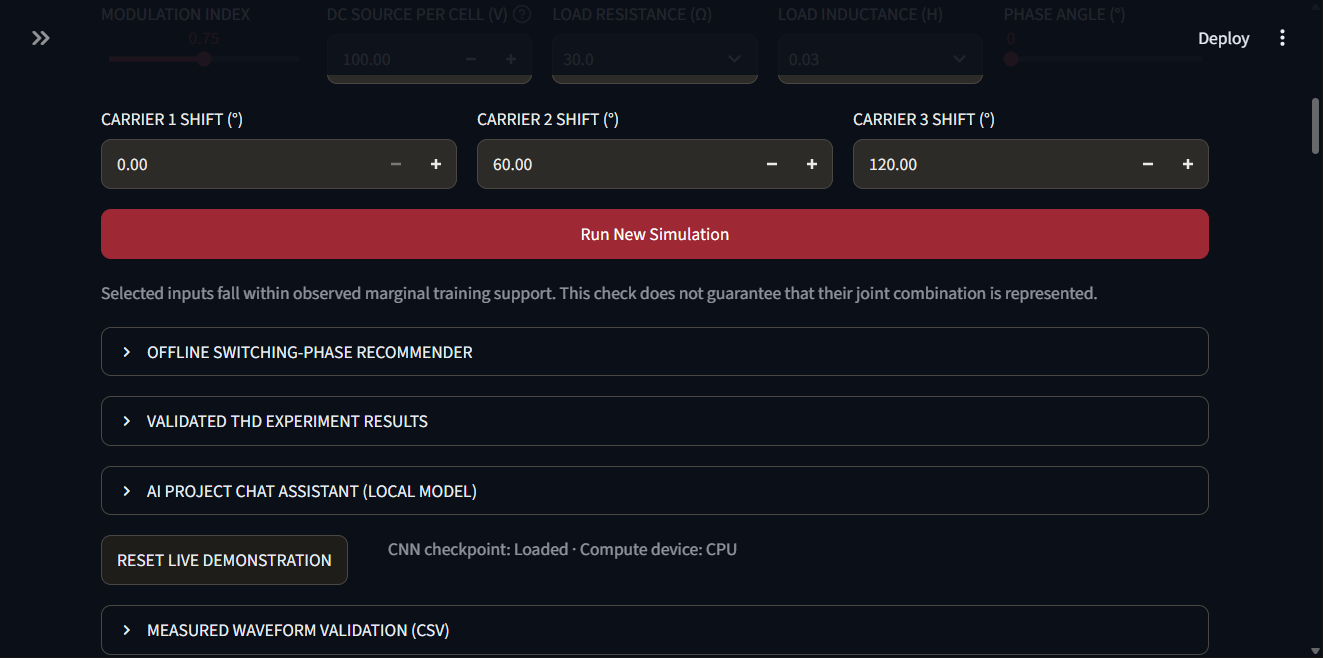 MODULATION INDEX
DC SOURCE PER CELL (V)
LOAD RESISTANCE (Ω)
LOAD INDUCTANCE (H)
PHASE ANGLE (°)
0.75
100.00
30.0
0.03
0
Deploy
CARRIER 1 SHIFT (°)
CARRIER 2 SHIFT (°)
CARRIER 3 SHIFT (°)
0.00
60.00
120.00
Run New Simulation
Selected inputs fall within observed marginal training support. This check does not guarantee that their joint combination is represented.
OFFLINE SWITCHING-PHASE RECOMMENDER
VALIDATED THD EXPERIMENT RESULTS
AI PROJECT CHAT ASSISTANT (LOCAL MODEL)
RESET LIVE DEMONSTRATION
CNN checkpoint: Loaded · Compute device: CPU
MEASURED WAVEFORM VALIDATION (CSV)